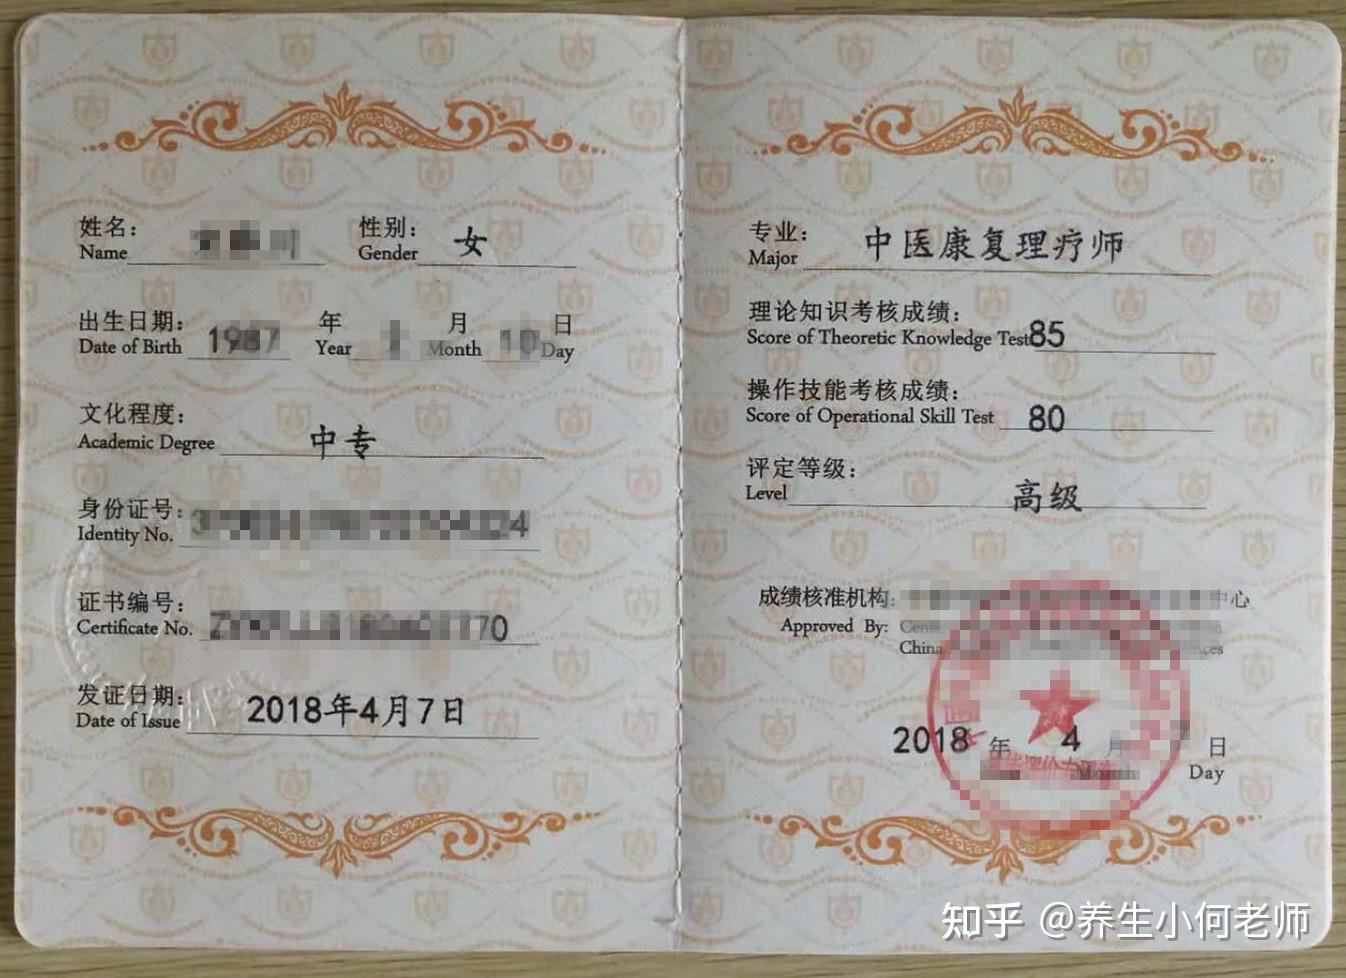 姓名：
Name
性别：
Gender 女
出生日期：
Date of Birth 1987 年 Year 月 Month 10 日 Day
文化程度：
Academic Degree 中专
身份证号：
Identity No.
证书编号：
Certificate No.
发证日期：
Date of Issue 2018年4月7日
专业：
Major 中医康复理疗师
理论知识考核成绩：
Score of Theoretic Knowledge Test 85
操作技能考核成绩：
Score of Operational Skill Test 80
评定等级：
Level 高级
成绩核准机构： 中心
Approved By:
China
2018 年 4 月 日
Month Day
知乎 @养生小何老师